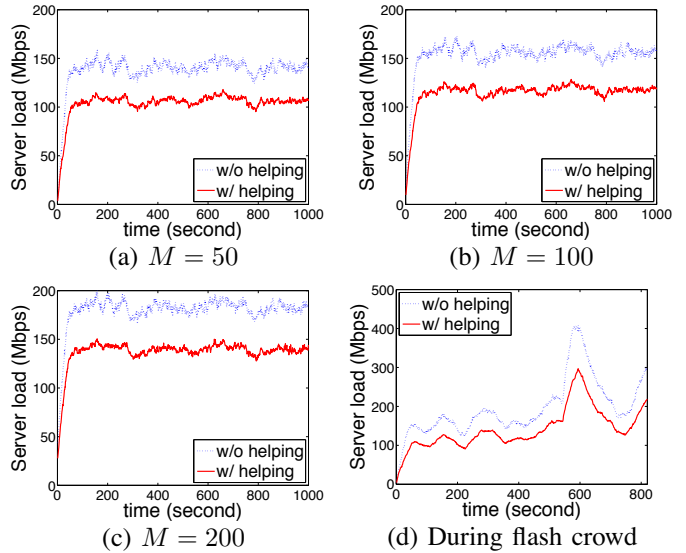 Server load (Mbps)
200
150
100
50
0
0 200 400 600 800 1000
w/o helping
w/ helping
time (second)
(a) M = 50
Server load (Mbps)
200
150
100
50
0
0 200 400 600 800 1000
w/o helping
w/ helping
time (second)
(b) M = 100
Server load (Mbps)
200
150
100
50
0
0 200 400 600 800 1000
w/o helping
w/ helping
time (second)
(c) M = 200
Server load (Mbps)
500
400
300
200
100
0
0 200 400 600 800
w/o helping
w/ helping
time (second)
(d) During flash crowd